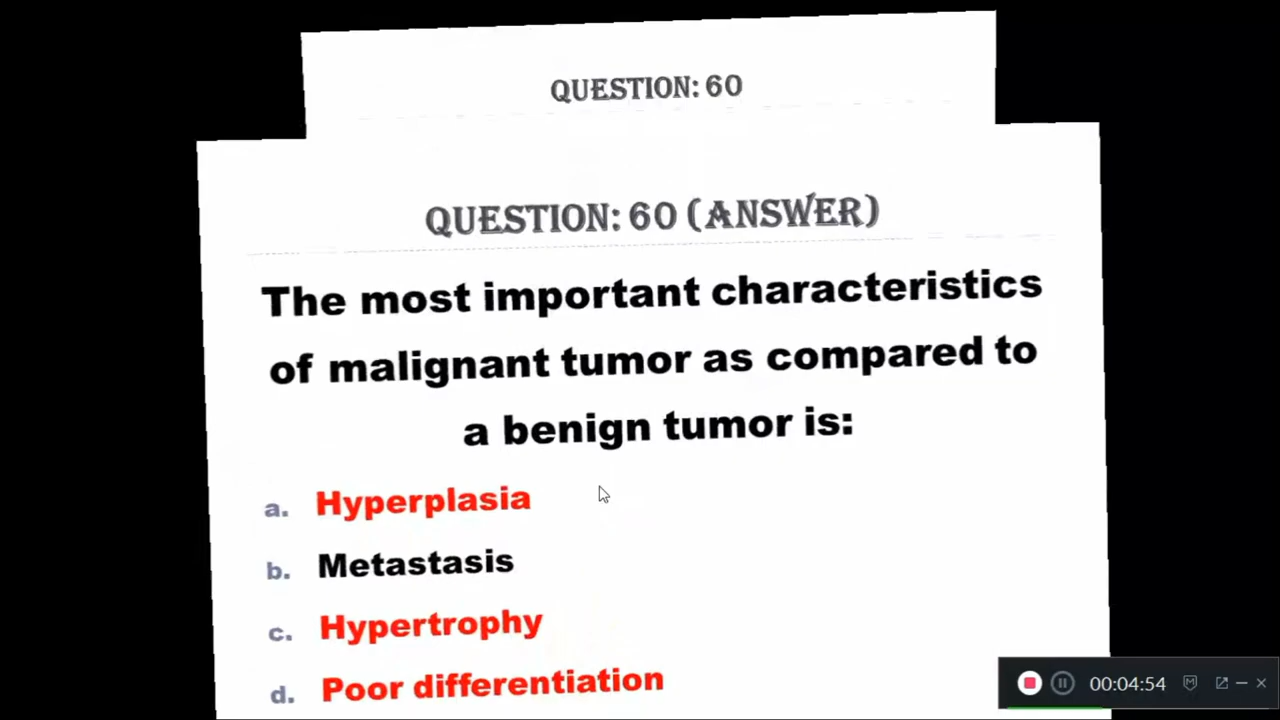 QUESTION: 60
QUESTION: 60 (ANSWER)
The most important characteristics
of malignant tumor as compared to
a benign tumor is:
a. Hyperplasia
b. Metastasis
c. Hypertrophy
d. Poor differentiation
00:04:54